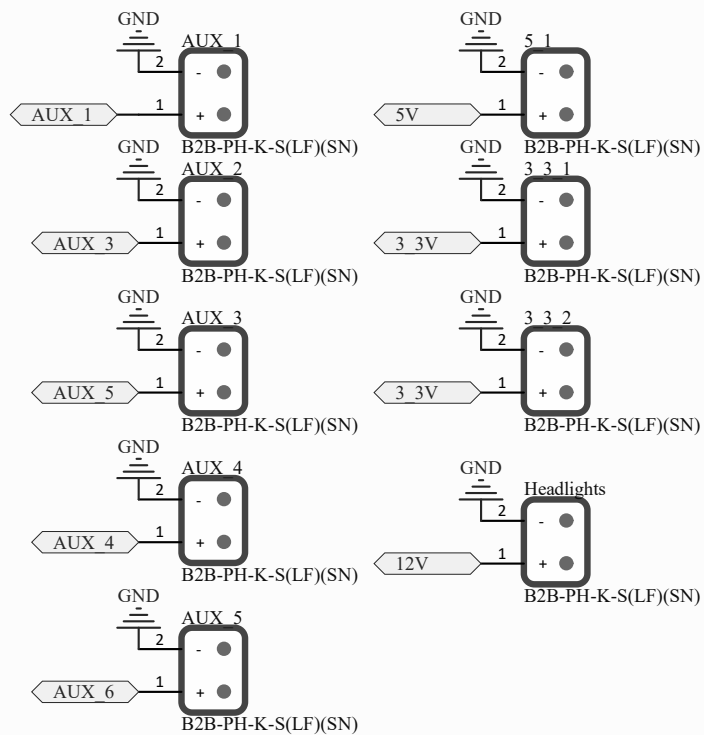 GND
AUX_1
2
-
AUX_1
1
+
B2B-PH-K-S(LF)(SN)
GND
AUX_2
2
-
AUX_3
1
+
B2B-PH-K-S(LF)(SN)
GND
AUX_3
2
-
AUX_5
1
+
B2B-PH-K-S(LF)(SN)
GND
AUX_4
2
-
AUX_4
1
+
B2B-PH-K-S(LF)(SN)
GND
AUX_5
2
-
AUX_6
1
+
B2B-PH-K-S(LF)(SN)
GND
5_1
2
-
5V
1
+
B2B-PH-K-S(LF)(SN)
GND
3_3_1
2
-
3_3V
1
+
B2B-PH-K-S(LF)(SN)
GND
3_3_2
2
-
3_3V
1
+
B2B-PH-K-S(LF)(SN)
GND
Headlights
2
-
12V
1
+
B2B-PH-K-S(LF)(SN)